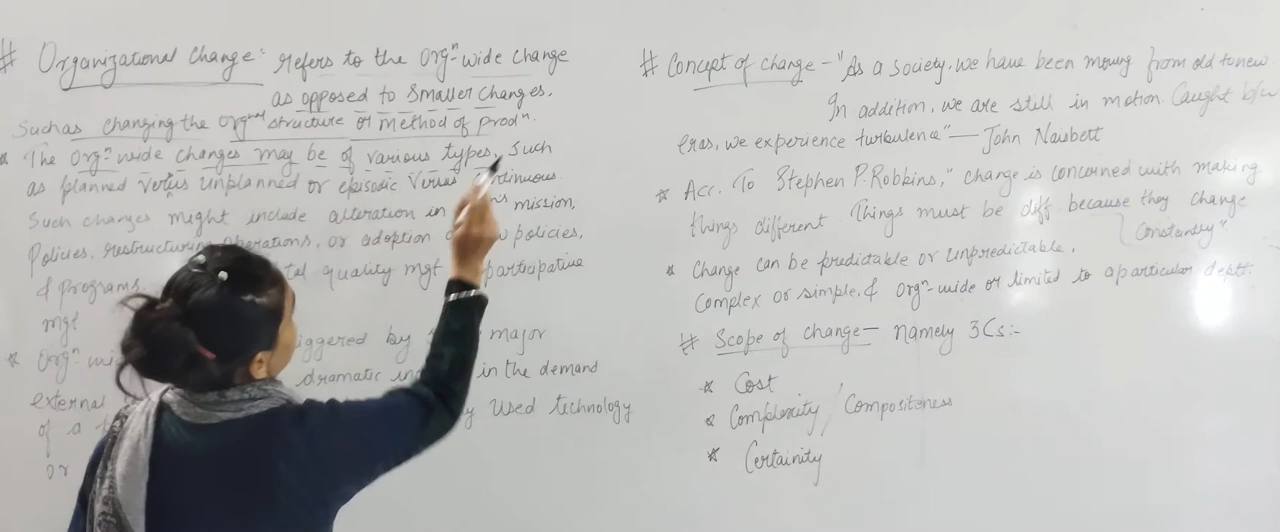 # Organizational Change: refers to the Orgⁿ-wide change
as opposed to smaller changes.
Such as changing the Orgⁿᵃˡ structure or Method of prodⁿ.
* The Orgⁿ-wide changes may be of various types, such
as planned versus Unplanned or episodic versus
Such changes might include alteration in mission,
Policies, restructuring operations, or adoption policies,
& programs. quality mgt participative
mgt
* Orgⁿ- by major
external dramatic in the demand
of a Used technology
or
# Concept of change - "As a society, we have been moving from old to new.
In addition, we are still in motion. Caught b/w
eras, we experience turbulence" — John Naisbett
* Acc. To Stephen P. Robbins, "change is concerned with making
things different. Things must be diff because they change
constantly"
* Change can be predictable or Unpredictable,
Complex or simple, & Orgⁿ-wide or limited to a particular deptt.
# Scope of change - namely 3Cs:-
* Cost
* Complexity / Compositeness
* Certainity